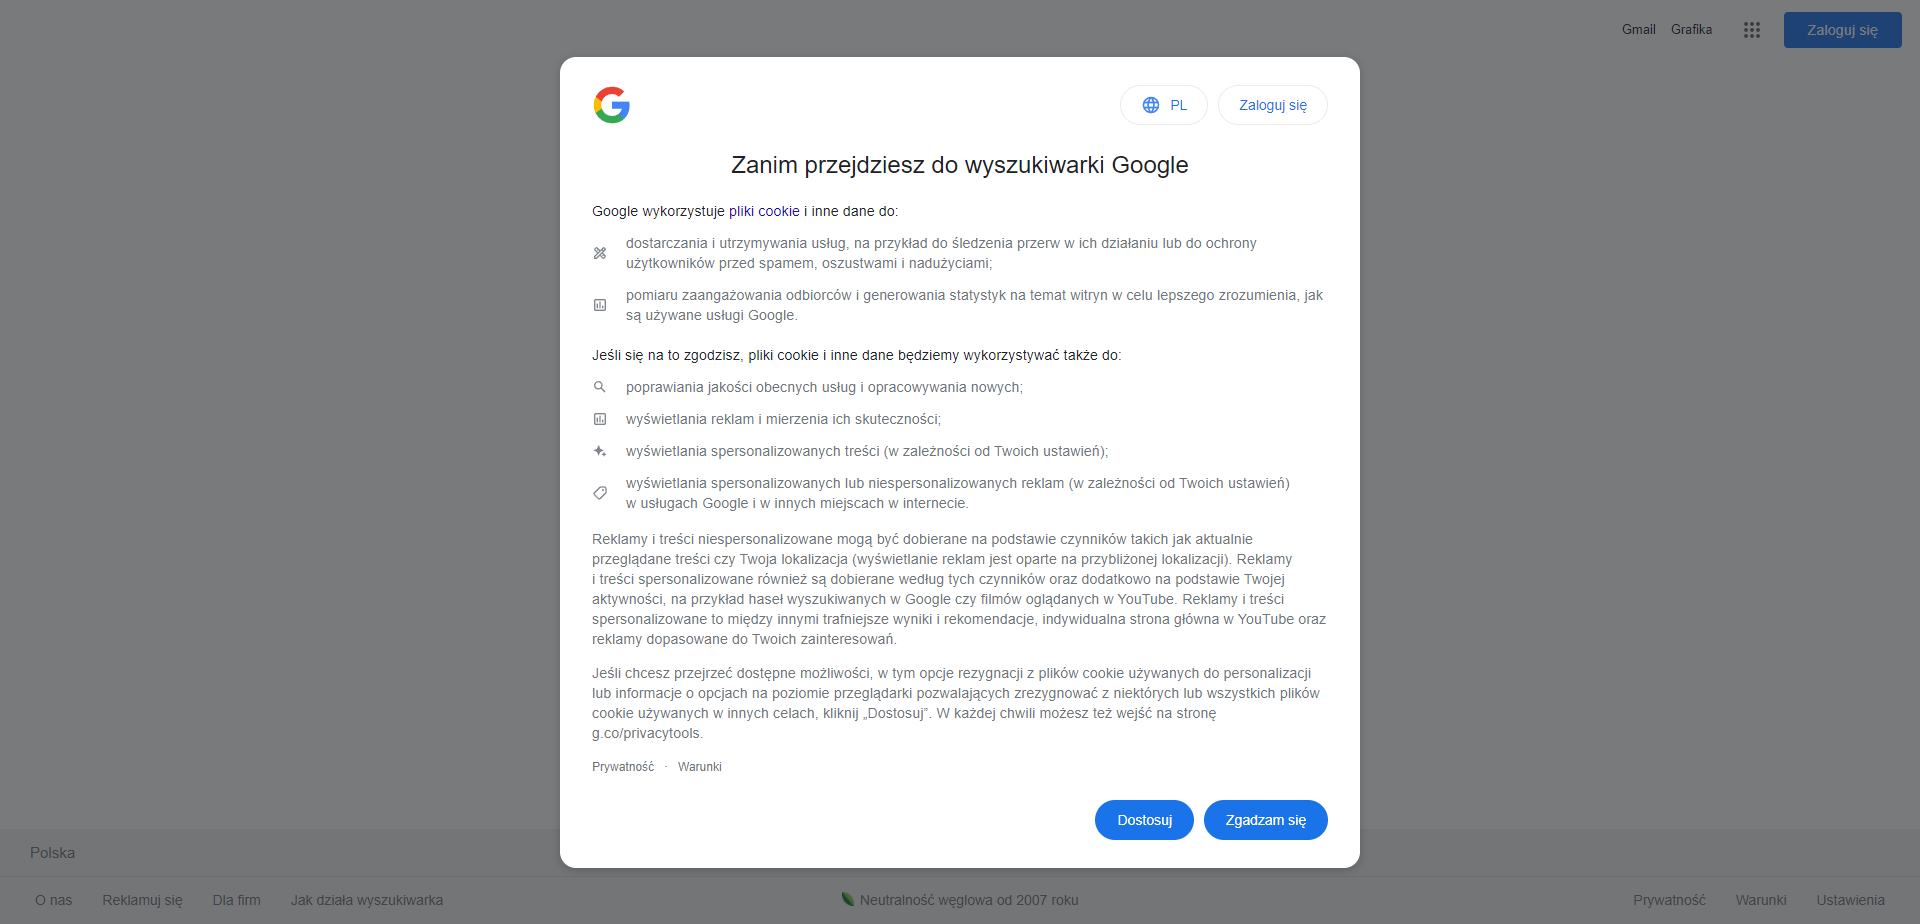 Gmail Grafika Zaloguj się
PL Zaloguj się
Zanim przejdziesz do wyszukiwarki Google
Google wykorzystuje pliki cookie i inne dane do:
dostarczania i utrzymywania usług, na przykład do śledzenia przerw w ich działaniu lub do ochrony
użytkowników przed spamem, oszustwami i nadużyciami;
pomiaru zaangażowania odbiorców i generowania statystyk na temat witryn w celu lepszego zrozumienia, jak
są używane usługi Google.
Jeśli się na to zgodzisz, pliki cookie i inne dane będziemy wykorzystywać także do:
poprawiania jakości obecnych usług i opracowywania nowych;
wyświetlania reklam i mierzenia ich skuteczności;
wyświetlania spersonalizowanych treści (w zależności od Twoich ustawień);
wyświetlania spersonalizowanych lub niespersonalizowanych reklam (w zależności od Twoich ustawień)
w usługach Google i w innych miejscach w internecie.
Reklamy i treści niespersonalizowane mogą być dobierane na podstawie czynników takich jak aktualnie
przeglądane treści czy Twoja lokalizacja (wyświetlanie reklam jest oparte na przybliżonej lokalizacji). Reklamy
i treści spersonalizowane również są dobierane według tych czynników oraz dodatkowo na podstawie Twojej
aktywności, na przykład haseł wyszukiwanych w Google czy filmów oglądanych w YouTube. Reklamy i treści
spersonalizowane to między innymi trafniejsze wyniki i rekomendacje, indywidualna strona główna w YouTube oraz
reklamy dopasowane do Twoich zainteresowań.
Jeśli chcesz przejrzeć dostępne możliwości, w tym opcje rezygnacji z plików cookie używanych do personalizacji
lub informacje o opcjach na poziomie przeglądarki pozwalających zrezygnować z niektórych lub wszystkich plików
cookie używanych w innych celach, kliknij „Dostosuj”. W każdej chwili możesz też wejść na stronę
g.co/privacytools.
Prywatność · Warunki
Dostosuj Zgadzam się
Polska
O nas Reklamuj się Dla firm Jak działa wyszukiwarka Neutralność węglowa od 2007 roku Prywatność Warunki Ustawienia